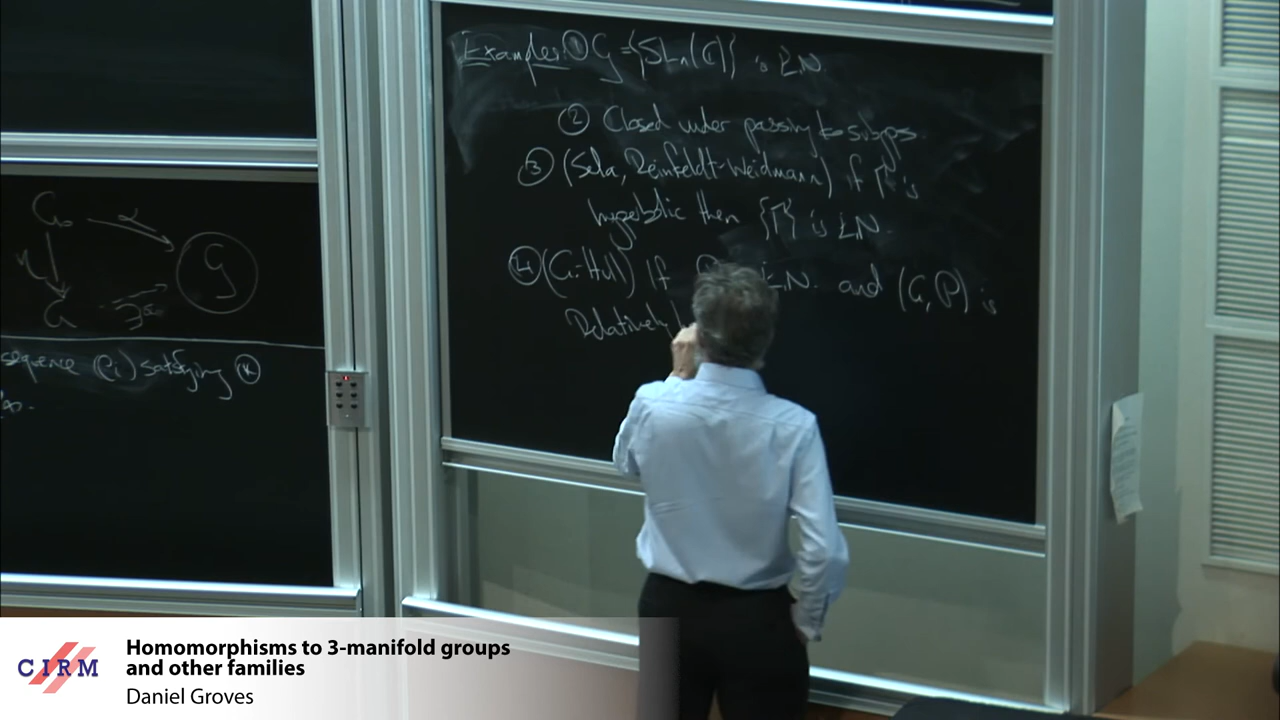 Examples: ① G = {SLn(C)} is E.N.
② Closed under passing to subgps.
③ (Sela, Reinfeldt-Weidmann) if Γ is
hyperbolic then {Γ} is E.N.
④ (G.-Hull) If E.N. and (G, P) is
Relatively
G₀ α G
η
G
sequence (ρi) satisfying
CIRM
Homomorphisms to 3-manifold groups
and other families
Daniel Groves